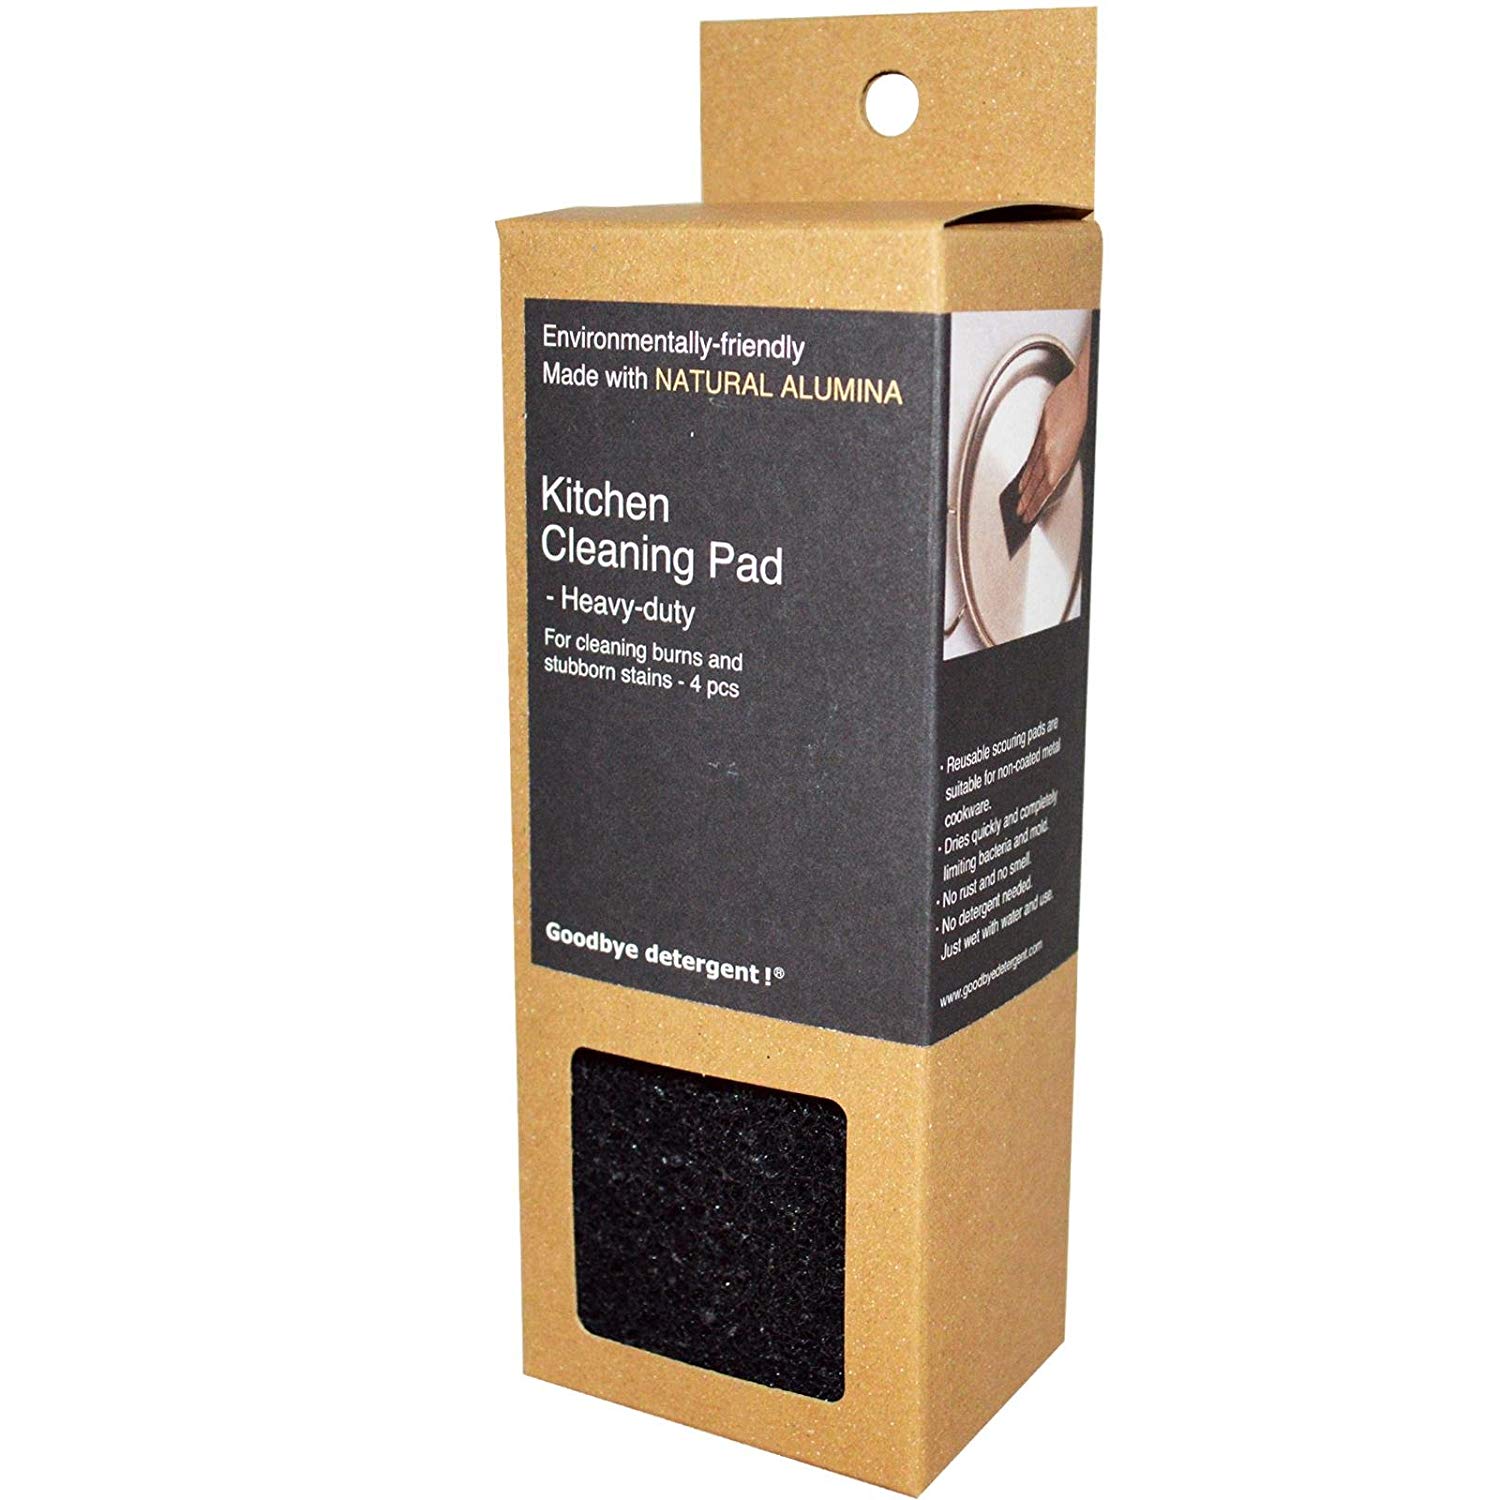 Environmentally-friendly
Made with NATURAL ALUMINA
Kitchen
Cleaning Pad
- Heavy-duty
For cleaning burns and
stubborn stains - 4 pcs
Goodbye detergent !®
· Reusable scouring pads are
suitable for non-coated metal
cookware.
· Dries quickly and completely
limiting bacteria and mold.
· No rust and no smell.
· No detergent needed.
Just wet with water and use.
www.goodbyedetergent.com